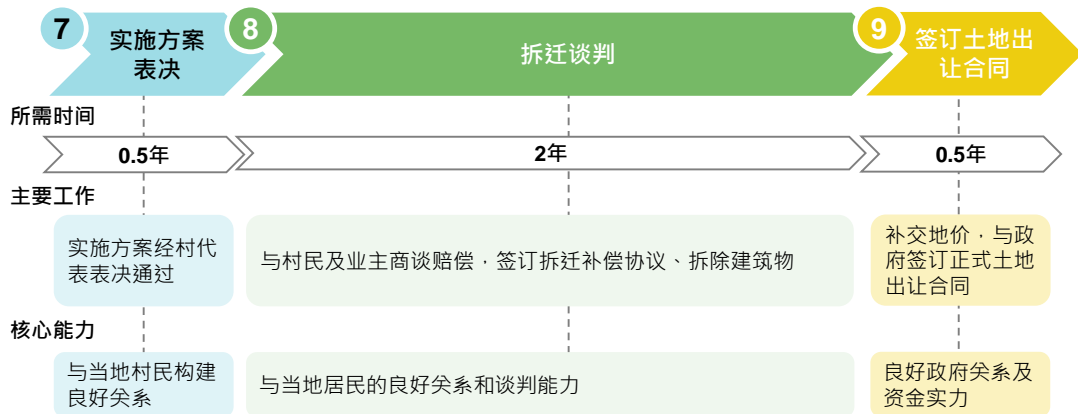 7
实施方案
表决
8
拆迁谈判
9
签订土地出
让合同
所需时间
0.5年
2年
0.5年
主要工作
实施方案经村代
表表决通过
与村民及业主商谈赔偿，签订拆迁补偿协议、拆除建筑物
补交地价，与政
府签订正式土地
出让合同
核心能力
与当地村民构建
良好关系
与当地居民的良好关系和谈判能力
良好政府关系及
资金实力